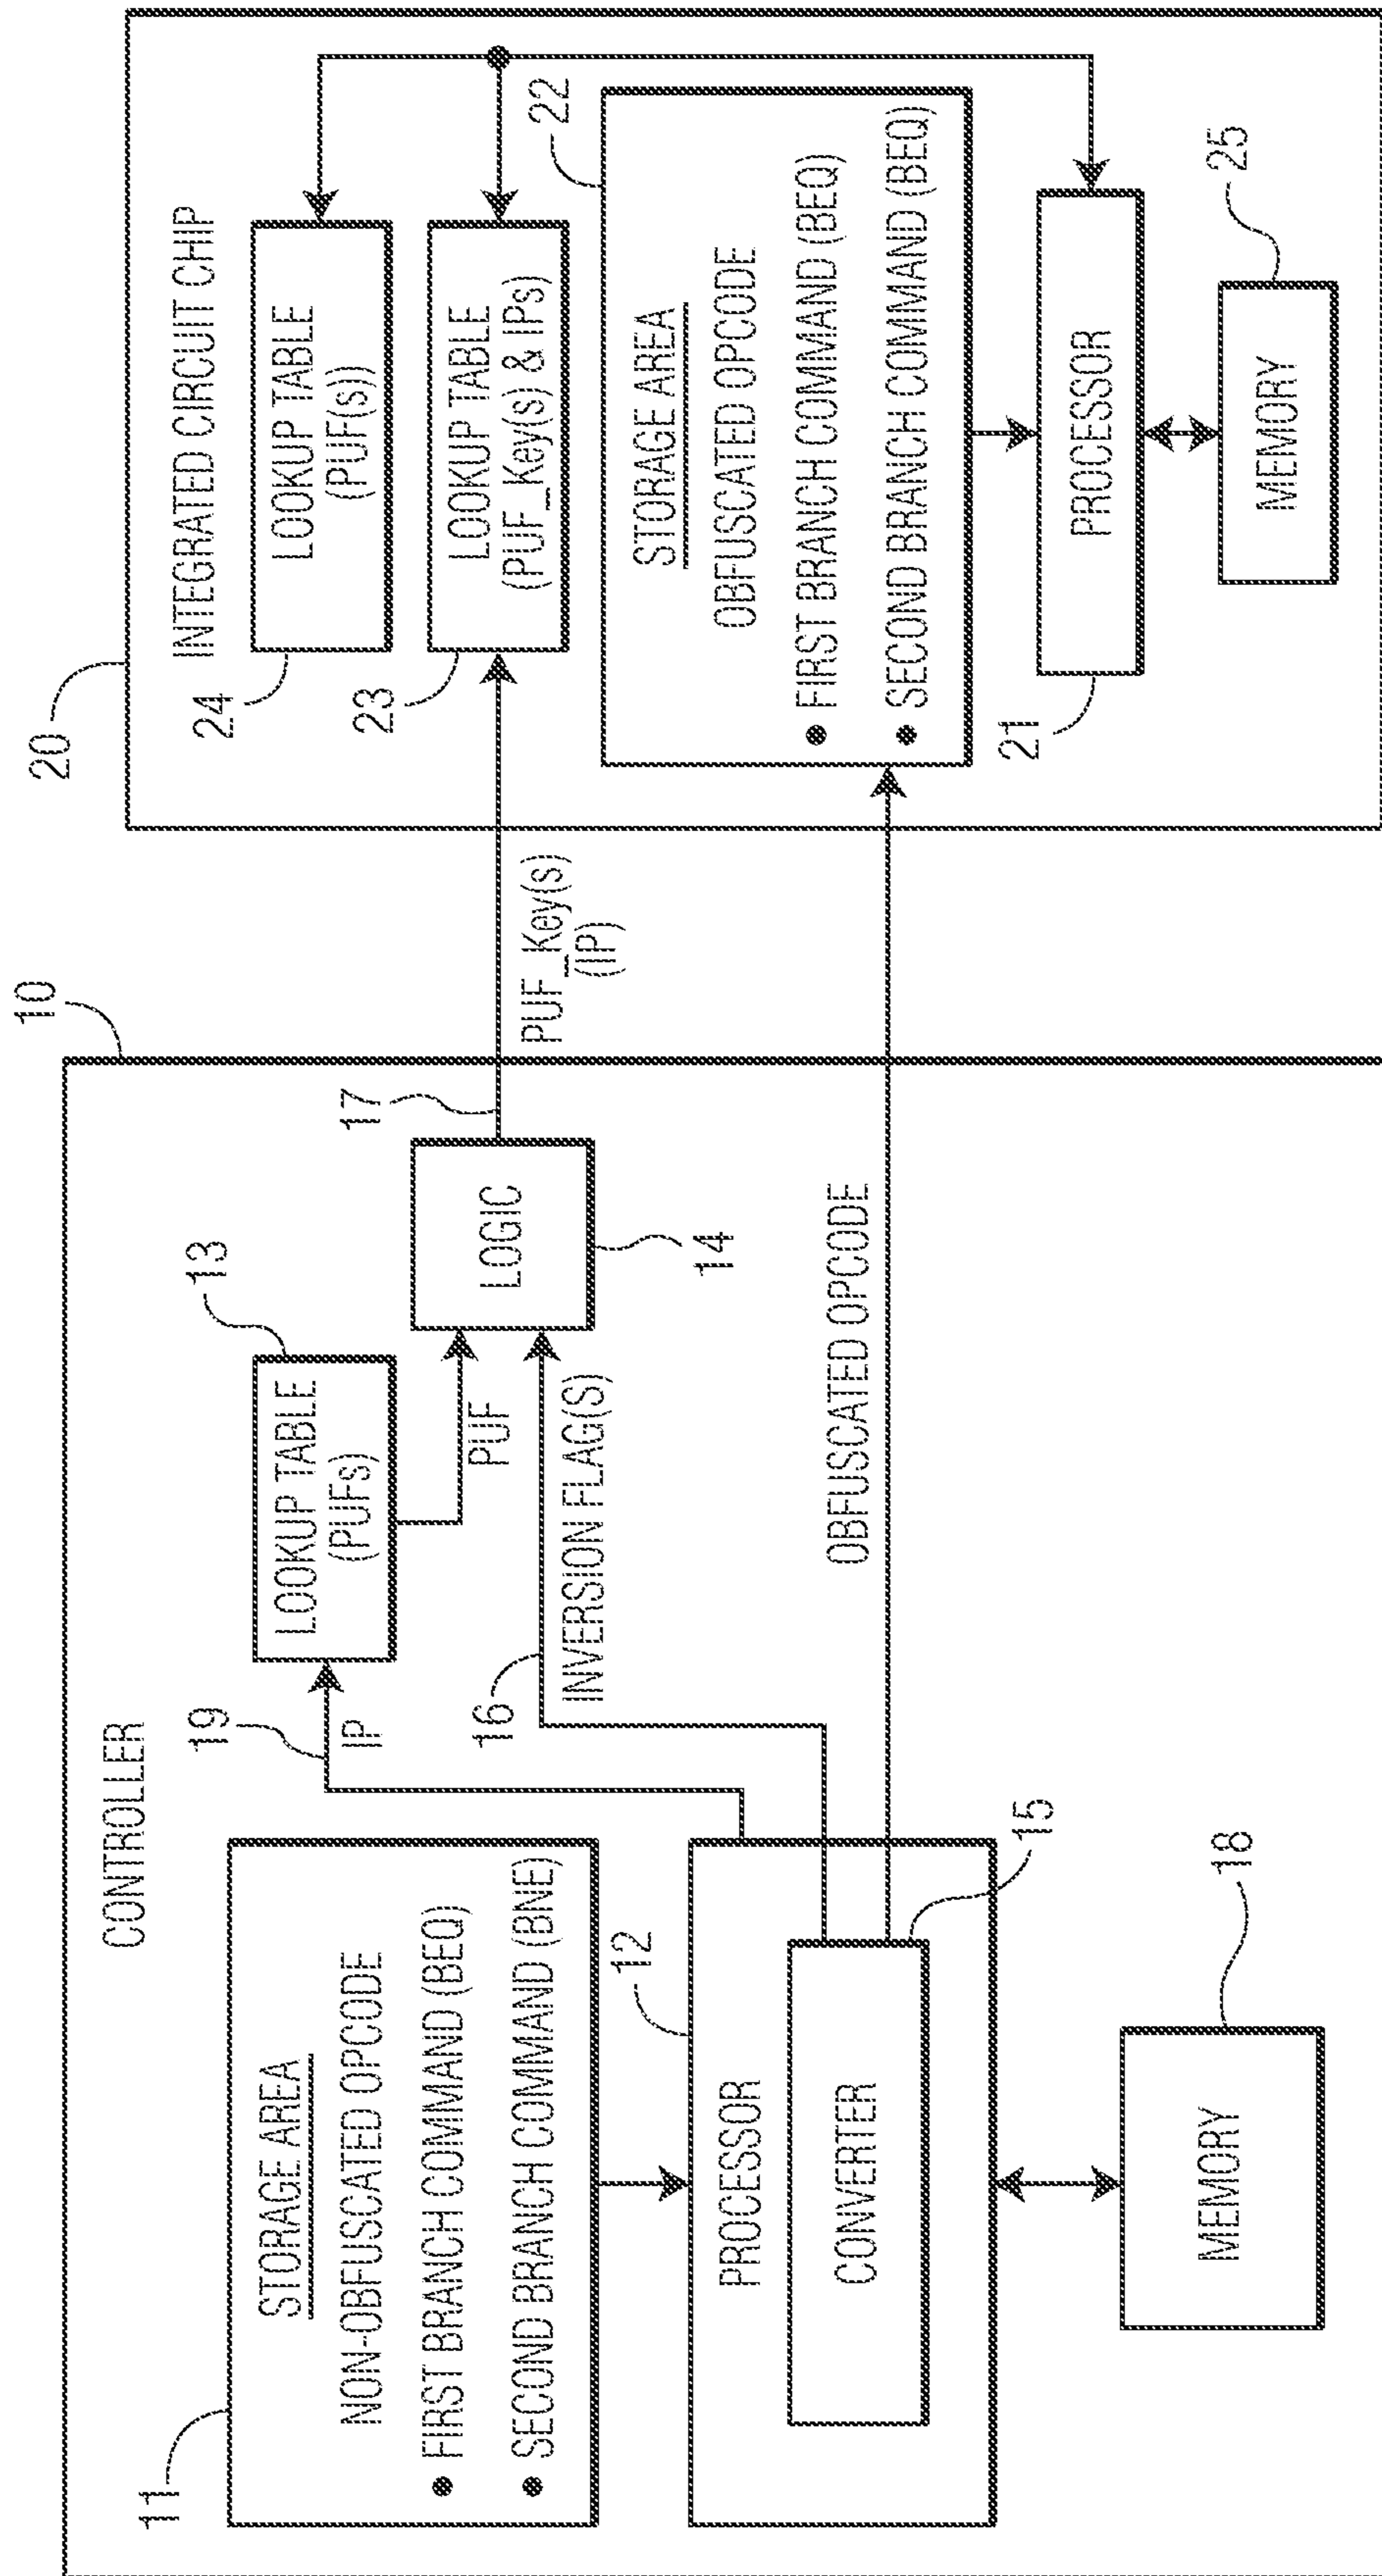 10
CONTROLLER
11
STORAGE AREA
NON-OBFUSCATED OPCODE
● FIRST BRANCH COMMAND (BEQ)
● SECOND BRANCH COMMAND (BNE)
19
IP
13
LOOKUP TABLE
(PUFs)
PUF
16
INVERSION FLAG(S)
LOGIC
14
17
PUF_Key(s)
(IP)
12
PROCESSOR
CONVERTER
15
OBFUSCATED OPCODE
MEMORY
18
20
INTEGRATED CIRCUIT CHIP
24
LOOKUP TABLE
(PUF(s))
23
LOOKUP TABLE
(PUF_Key(s) & IPs)
22
STORAGE AREA
OBFUSCATED OPCODE
● FIRST BRANCH COMMAND (BEQ)
● SECOND BRANCH COMMAND (BEQ)
21
PROCESSOR
25
MEMORY